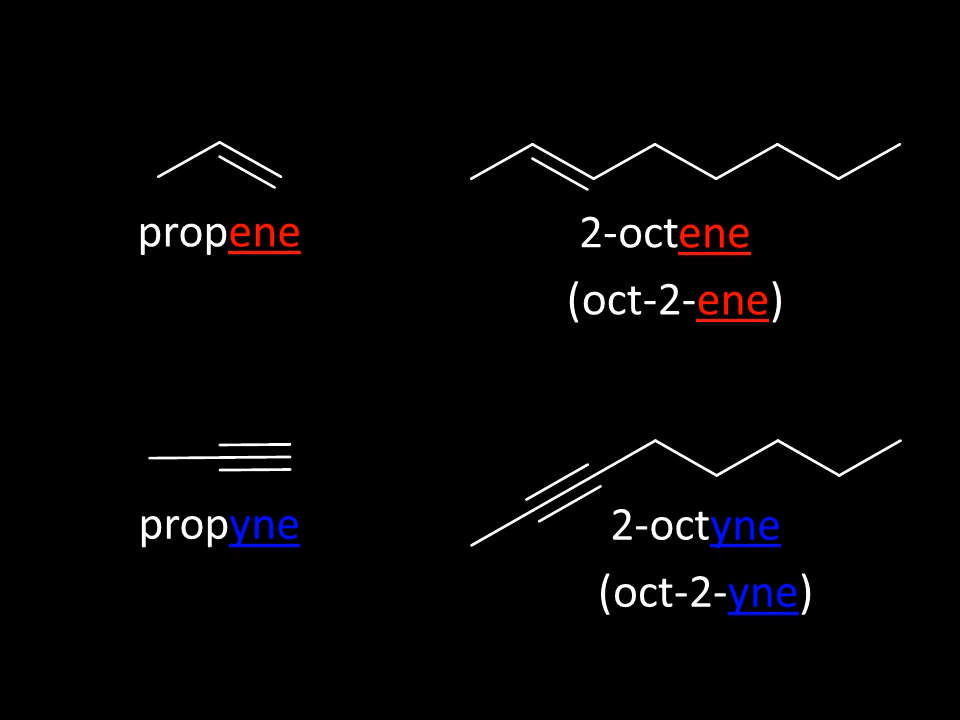 propene
2-octene
(oct-2-ene)
propyne
2-octyne
(oct-2-yne)